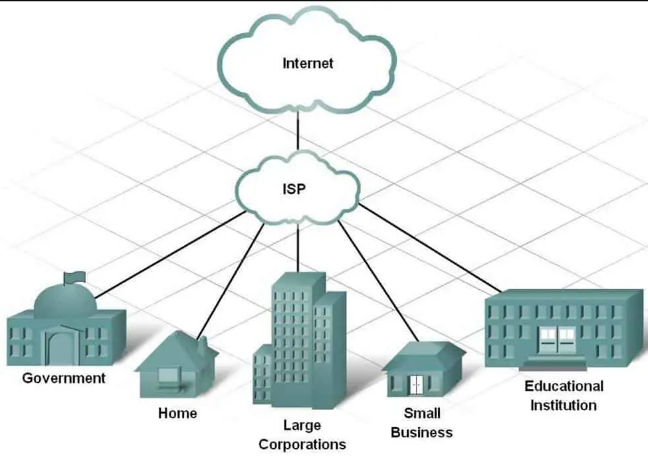 Internet
ISP
Government
Home
Large
Corporations
Small
Business
Educational
Institution